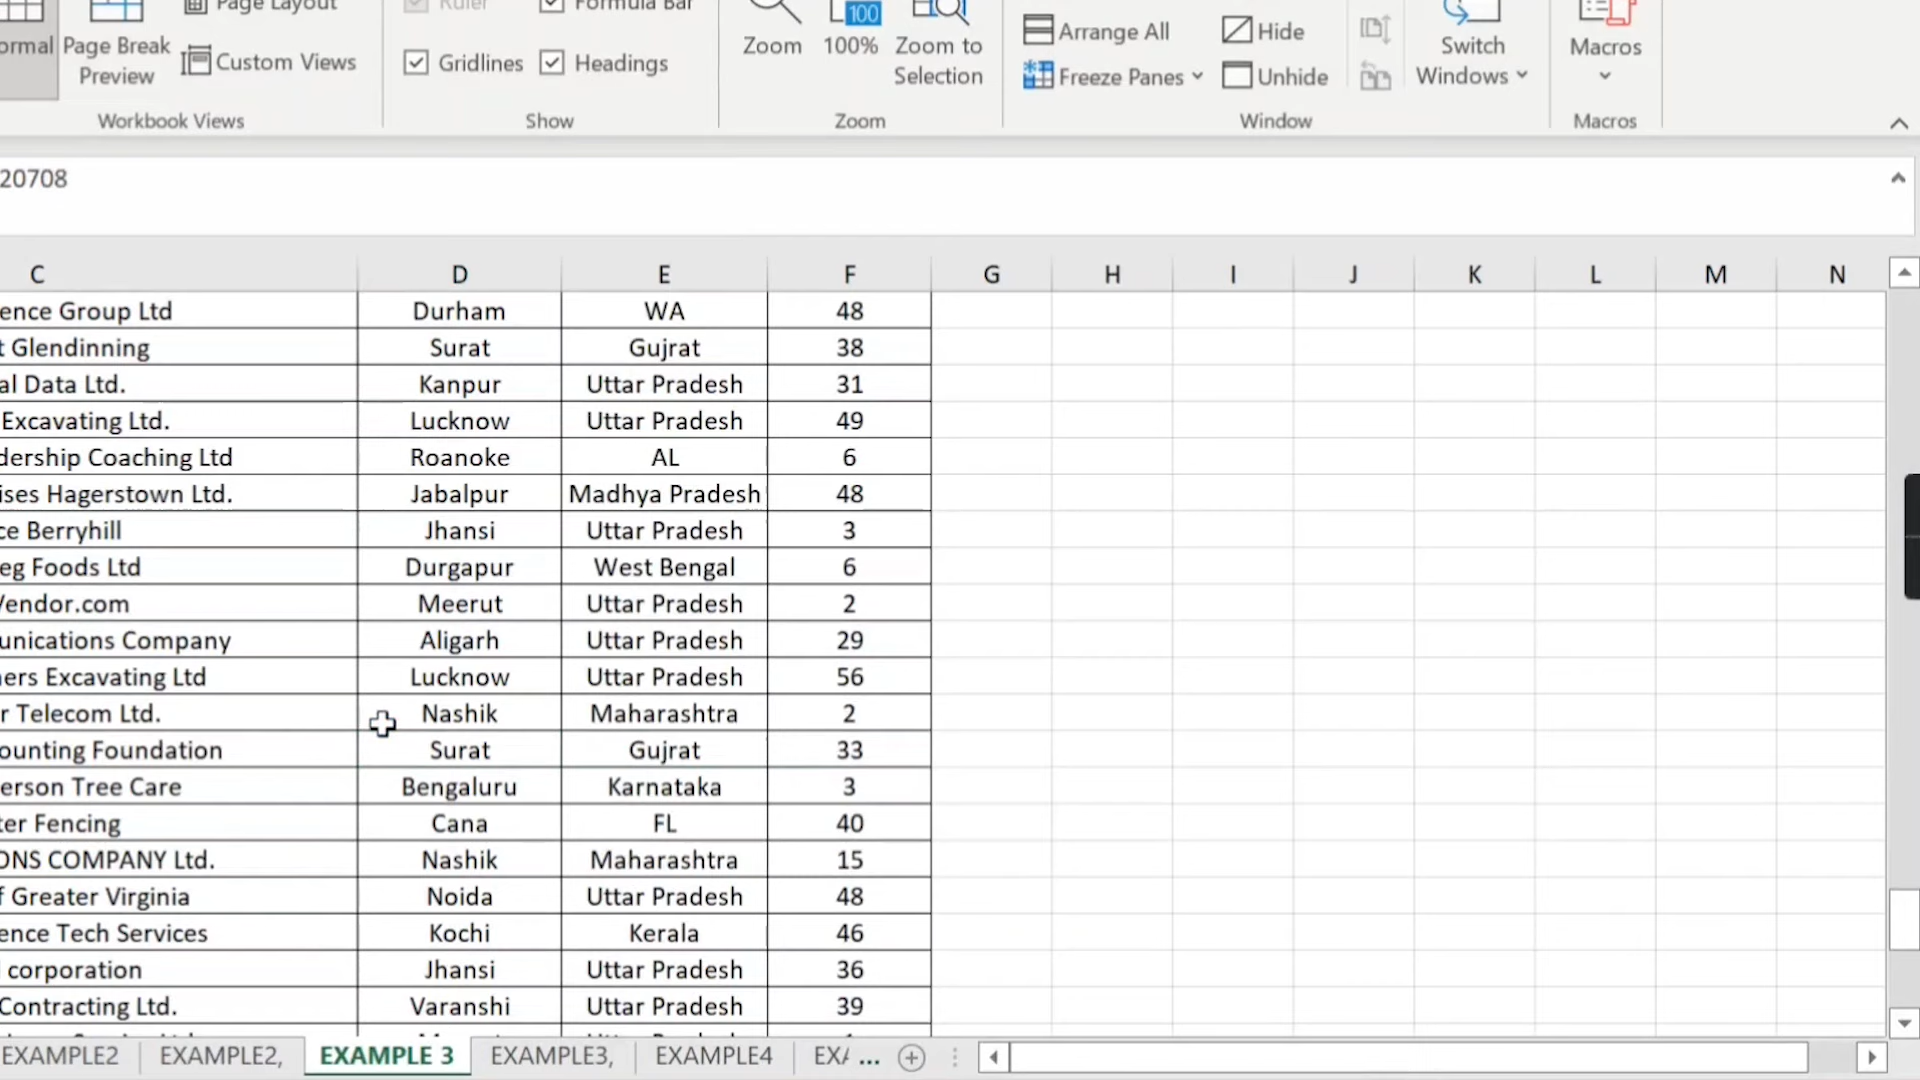 Page Layout
Ruler
Formula Bar
100
ormal
Page Break
Preview
Custom Views
Gridlines
Headings
Zoom
100%
Zoom to
Selection
Arrange All
Hide
Freeze Panes
Unhide
Switch
Windows
Macros
Workbook Views
Show
Zoom
Window
Macros
20708
C D E F G H I J K L M N
ence Group Ltd Durham WA 48
t Glendinning Surat Gujrat 38
al Data Ltd. Kanpur Uttar Pradesh 31
Excavating Ltd. Lucknow Uttar Pradesh 49
dership Coaching Ltd Roanoke AL 6
ises Hagerstown Ltd. Jabalpur Madhya Pradesh 48
ce Berryhill Jhansi Uttar Pradesh 3
eg Foods Ltd Durgapur West Bengal 6
Vendor.com Meerut Uttar Pradesh 2
unications Company Aligarh Uttar Pradesh 29
ers Excavating Ltd Lucknow Uttar Pradesh 56
r Telecom Ltd. Nashik Maharashtra 2
ounting Foundation Surat Gujrat 33
erson Tree Care Bengaluru Karnataka 3
ter Fencing Cana FL 40
ONS COMPANY Ltd. Nashik Maharashtra 15
f Greater Virginia Noida Uttar Pradesh 48
ence Tech Services Kochi Kerala 46
corporation Jhansi Uttar Pradesh 36
Contracting Ltd. Varanshi Uttar Pradesh 39
EXAMPLE2 EXAMPLE2, EXAMPLE 3 EXAMPLE3, EXAMPLE4 EXA ...